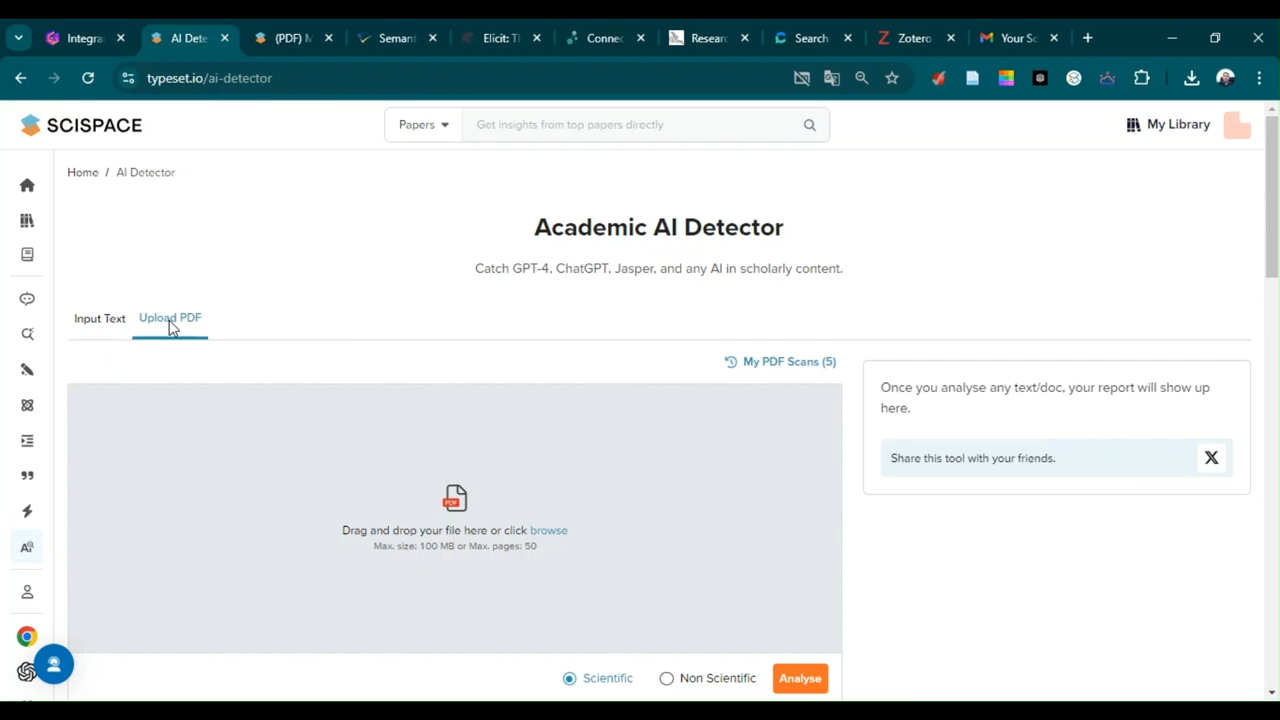 Integra
AI Dete
(PDF) M
Semant
Elicit: Tl
Connec
Researc
Search
Zotero
Your Sc
typeset.io/ai-detector
SCISPACE
Papers
Get insights from top papers directly
My Library
Home / AI Detector
Academic AI Detector
Catch GPT-4, ChatGPT, Jasper, and any AI in scholarly content.
Input Text
Upload PDF
My PDF Scans (5)
Once you analyse any text/doc, your report will show up
here.
Share this tool with your friends.
PDF
Drag and drop your file here or click browse
Max. size: 100 MB or Max. pages: 50
Scientific
Non Scientific
Analyse